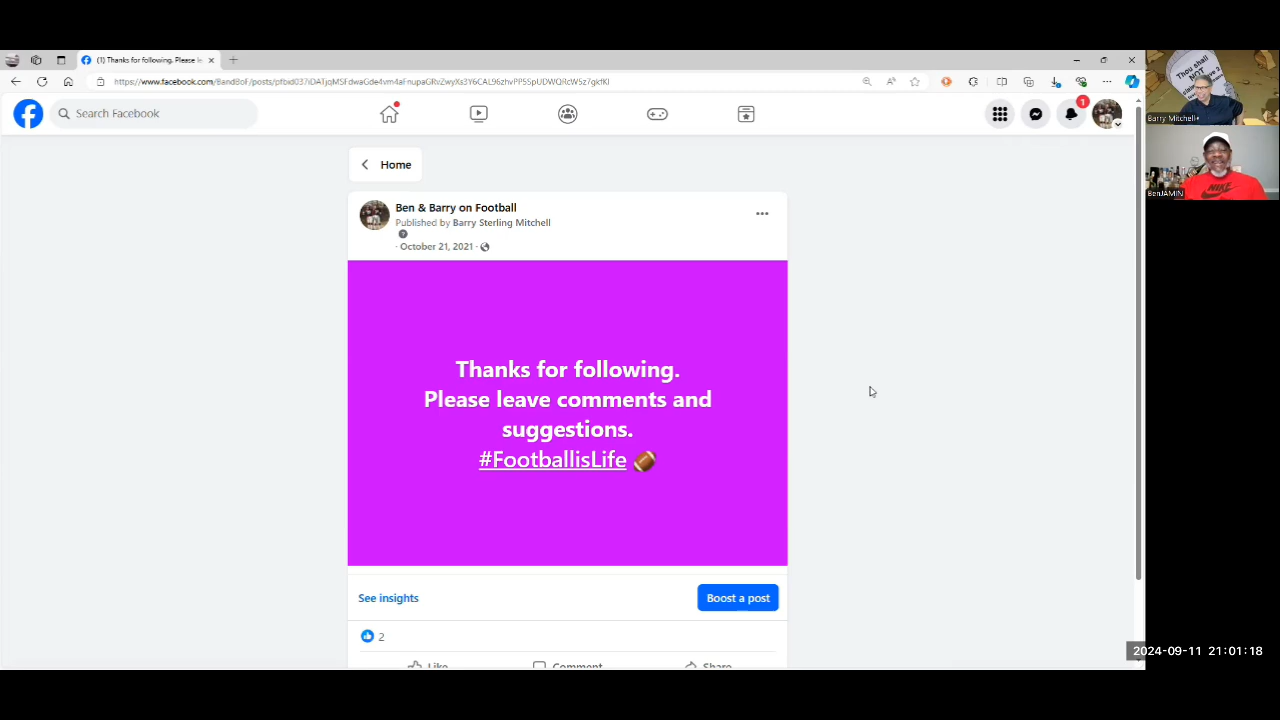 (1) Thanks for following. Please le
Barry Mitchell
Search Facebook
1
BenJAMIN
NIKE
Home
Ben & Barry on Football
Published by Barry Sterling Mitchell
· October 21, 2021 ·
Thanks for following.
Please leave comments and
suggestions.
#FootballisLife
See insights
Boost a post
2
Like
Comment
Share
2024-09-11 21:01:18